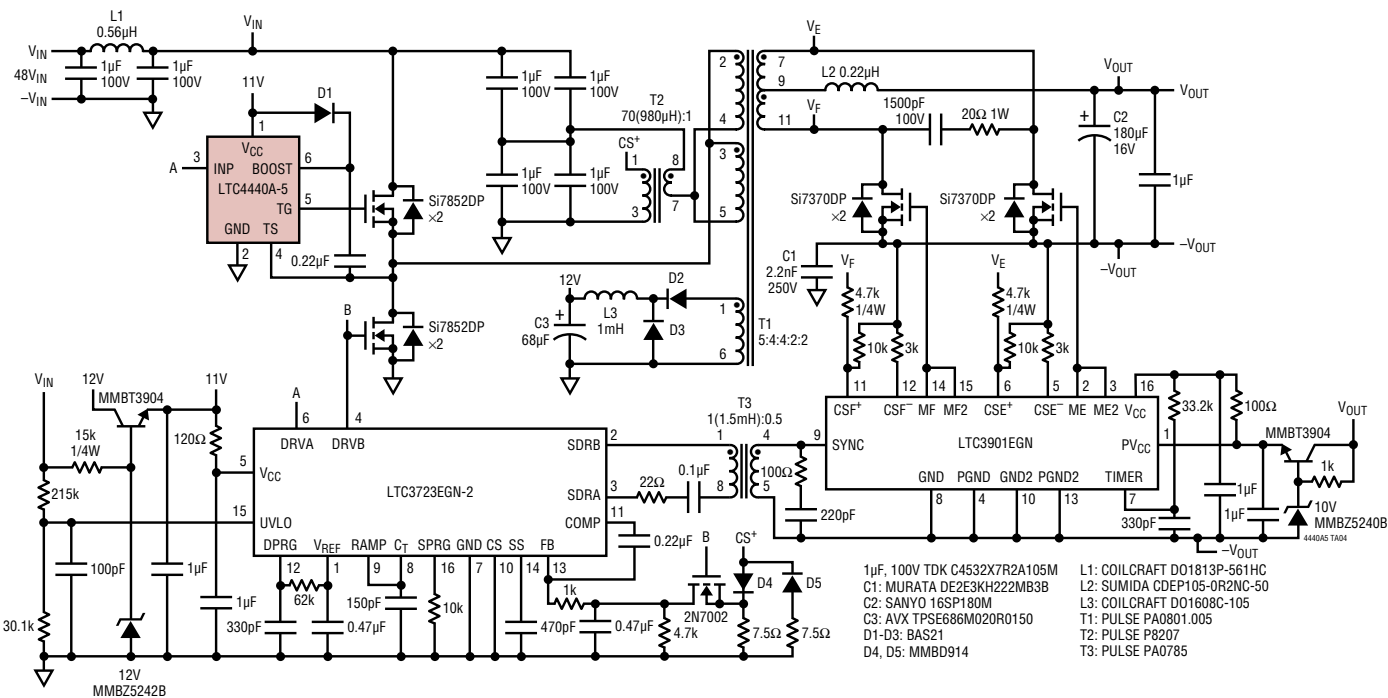 L1
0.56µH
VIN
VIN
48VIN
–VIN
1µF
100V
1µF
100V
11V
D1
1
VCC
A
3
INP
BOOST
6
LTC4440A-5
TG
5
GND
TS
2
4
0.22µF
Si7852DP
×2
B
Si7852DP
×2
1µF
100V
1µF
100V
1µF
100V
1µF
100V
T2
70(980µH):1
CS+
1
8
3
7
2
4
3
5
12V
D2
L3
1mH
C3
68µF
+
D3
1
6
T1
5:4:4:2:2
VE
7
9
L2 0.22µH
VF
11
1500pF
100V
20Ω 1W
VOUT
VOUT
+
C2
180µF
16V
1µF
Si7370DP
×2
Si7370DP
×2
–VOUT
–VOUT
C1
2.2nF
250V
VF
4.7k
1/4W
10k
3k
VE
4.7k
1/4W
10k
3k
11
12
14
15
6
5
2
3
16
CSF+
CSF–
MF
MF2
CSE+
CSE–
ME
ME2
VCC
33.2k
100Ω
VOUT
9
SYNC
LTC3901EGN
PVCC
1
MMBT3904
1k
GND
PGND
GND2
PGND2
TIMER
8
4
10
13
7
330pF
1µF
1µF
10V
MMBZ5240B
4440A5 TA04
–VOUT
T3
1(1.5mH):0.5
1
4
8
5
0.1µF
22Ω
100Ω
220pF
VIN
12V
MMBT3904
11V
15k
1/4W
120Ω
215k
A
6
B
4
DRVA
DRVB
SDRB
2
5
VCC
LTC3723EGN-2
SDRA
3
15
UVLO
COMP
11
DPRG
VREF
RAMP
CT
SPRG
GND
CS
SS
FB
12
1
9
8
16
7
10
14
13
0.22µF
100pF
1µF
1µF
62k
330pF
0.47µF
150pF
10k
470pF
1k
0.47µF
4.7k
B
2N7002
CS+
D4
D5
7.5Ω
7.5Ω
30.1k
12V
MMBZ5242B
1µF, 100V TDK C4532X7R2A105M
C1: MURATA DE2E3KH222MB3B
C2: SANYO 16SP180M
C3: AVX TPSE686M020R0150
D1-D3: BAS21
D4, D5: MMBD914
L1: COILCRAFT DO1813P-561HC
L2: SUMIDA CDEP105-0R2NC-50
L3: COILCRAFT DO1608C-105
T1: PULSE PA0801.005
T2: PULSE P8207
T3: PULSE PA0785